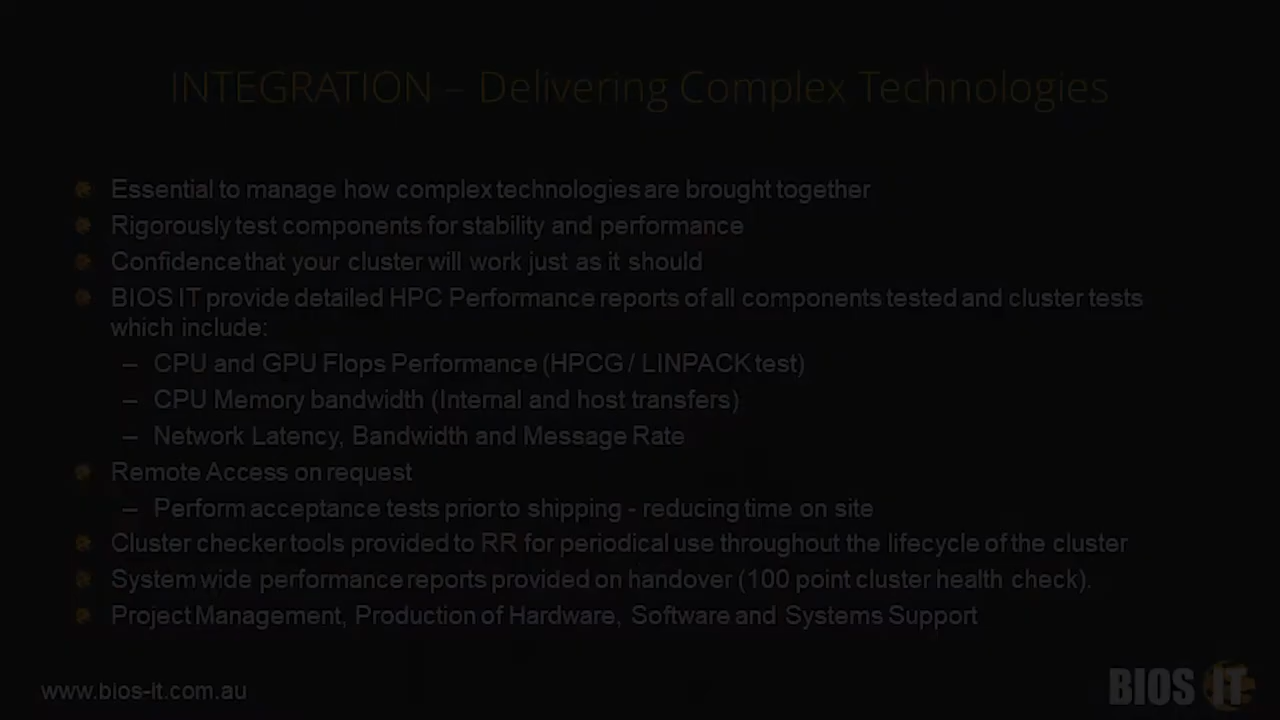 INTEGRATION – Delivering Complex Technologies
Essential to manage how complex technologies are brought together
Rigorously test components for stability and performance
Confidence that your cluster will work just as it should
BIOS IT provide detailed HPC Performance reports of all components tested and cluster tests
which include:
– CPU and GPU Flops Performance (HPCG / LINPACK test)
– CPU Memory bandwidth (Internal and host transfers)
– Network Latency, Bandwidth and Message Rate
Remote Access on request
– Perform acceptance tests prior to shipping - reducing time on site
Cluster checker tools provided to RR for periodical use throughout the lifecycle of the cluster
System wide performance reports provided on handover (100 point cluster health check).
Project Management, Production of Hardware, Software and Systems Support
www.bios-it.com.au
BIOS IT